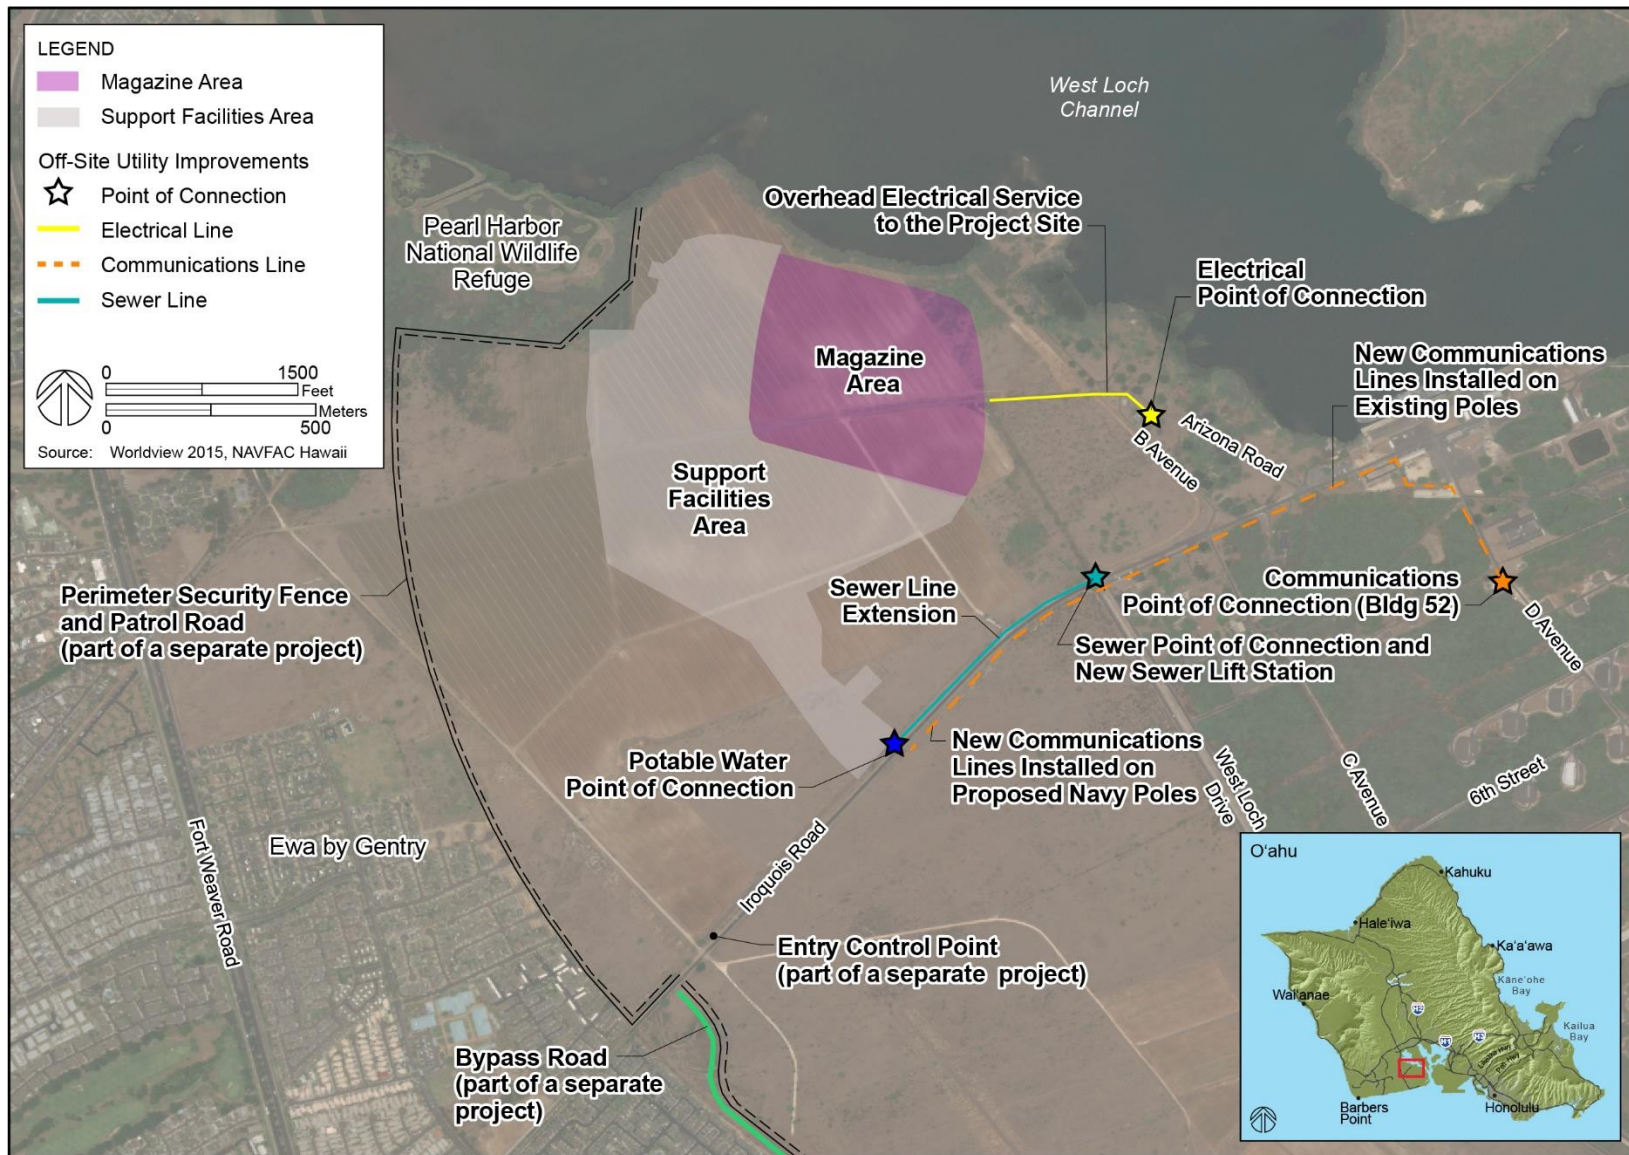 LEGEND
Magazine Area
Support Facilities Area
Off-Site Utility Improvements
Point of Connection
Electrical Line
Communications Line
Sewer Line
0 1500
Feet
Meters
0 500
Source: Worldview 2015, NAVFAC Hawaii
West Loch
Channel
Pearl Harbor
National Wildlife
Refuge
Overhead Electrical Service
to the Project Site
Electrical
Point of Connection
New Communications
Lines Installed on
Existing Poles
Magazine
Area
Arizona Road
B Avenue
Support
Facilities
Area
Perimeter Security Fence
and Patrol Road
(part of a separate project)
Sewer Line
Extension
Communications
Point of Connection (Bldg 52)
D Avenue
Sewer Point of Connection and
New Sewer Lift Station
Potable Water
Point of Connection
New Communications
Lines Installed on
Proposed Navy Poles
West Loch
Drive
C Avenue
6th Street
Fort Weaver Road
Ewa by Gentry
Iroquois Road
Entry Control Point
(part of a separate project)
Bypass Road
(part of a separate
project)
O‘ahu
Kahuku
Hale‘iwa
Ka‘a‘awa
Kāne‘ohe
Bay
Wai‘anae
H2
Kailua
Bay
H1
H3
Likelike Hwy
Pali Hwy
Barbers
Point
Honolulu